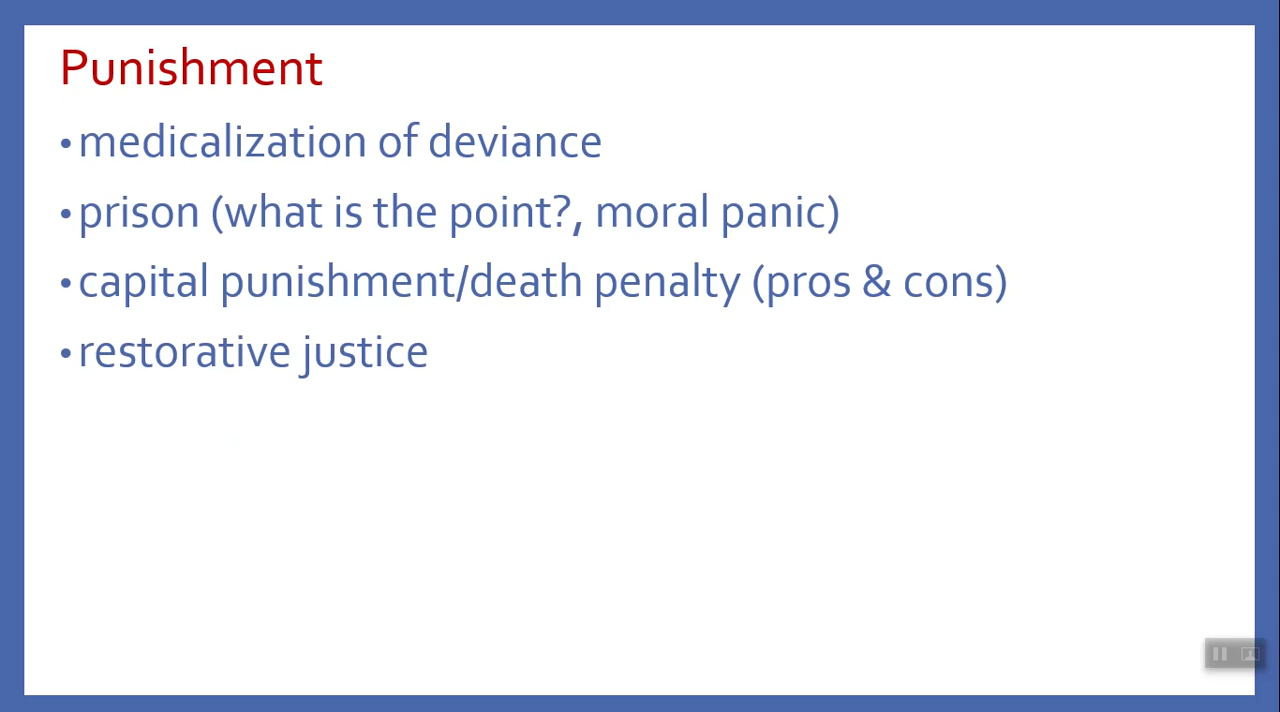 Punishment
•medicalization of deviance
•prison (what is the point?, moral panic)
•capital punishment/death penalty (pros & cons)
•restorative justice